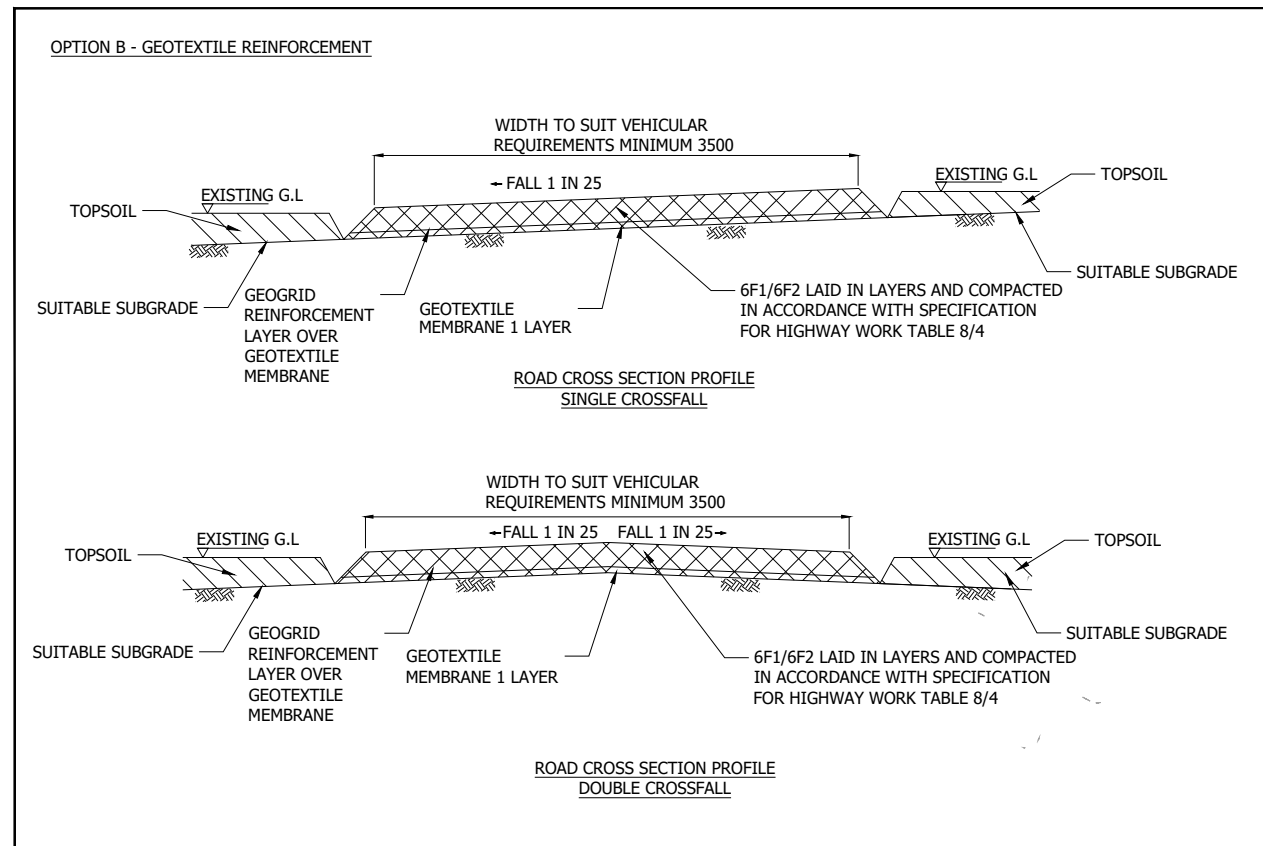 OPTION B - GEOTEXTILE REINFORCEMENT
WIDTH TO SUIT VEHICULAR
REQUIREMENTS MINIMUM 3500
FALL 1 IN 25
EXISTING G.L
TOPSOIL
EXISTING G.L
TOPSOIL
SUITABLE SUBGRADE
GEOGRID
REINFORCEMENT
LAYER OVER
GEOTEXTILE
MEMBRANE
GEOTEXTILE
MEMBRANE 1 LAYER
6F1/6F2 LAID IN LAYERS AND COMPACTED
IN ACCORDANCE WITH SPECIFICATION
FOR HIGHWAY WORK TABLE 8/4
SUITABLE SUBGRADE
ROAD CROSS SECTION PROFILE
SINGLE CROSSFALL
WIDTH TO SUIT VEHICULAR
REQUIREMENTS MINIMUM 3500
FALL 1 IN 25
FALL 1 IN 25
EXISTING G.L
TOPSOIL
EXISTING G.L
TOPSOIL
SUITABLE SUBGRADE
GEOGRID
REINFORCEMENT
LAYER OVER
GEOTEXTILE
MEMBRANE
GEOTEXTILE
MEMBRANE 1 LAYER
6F1/6F2 LAID IN LAYERS AND COMPACTED
IN ACCORDANCE WITH SPECIFICATION
FOR HIGHWAY WORK TABLE 8/4
SUITABLE SUBGRADE
ROAD CROSS SECTION PROFILE
DOUBLE CROSSFALL